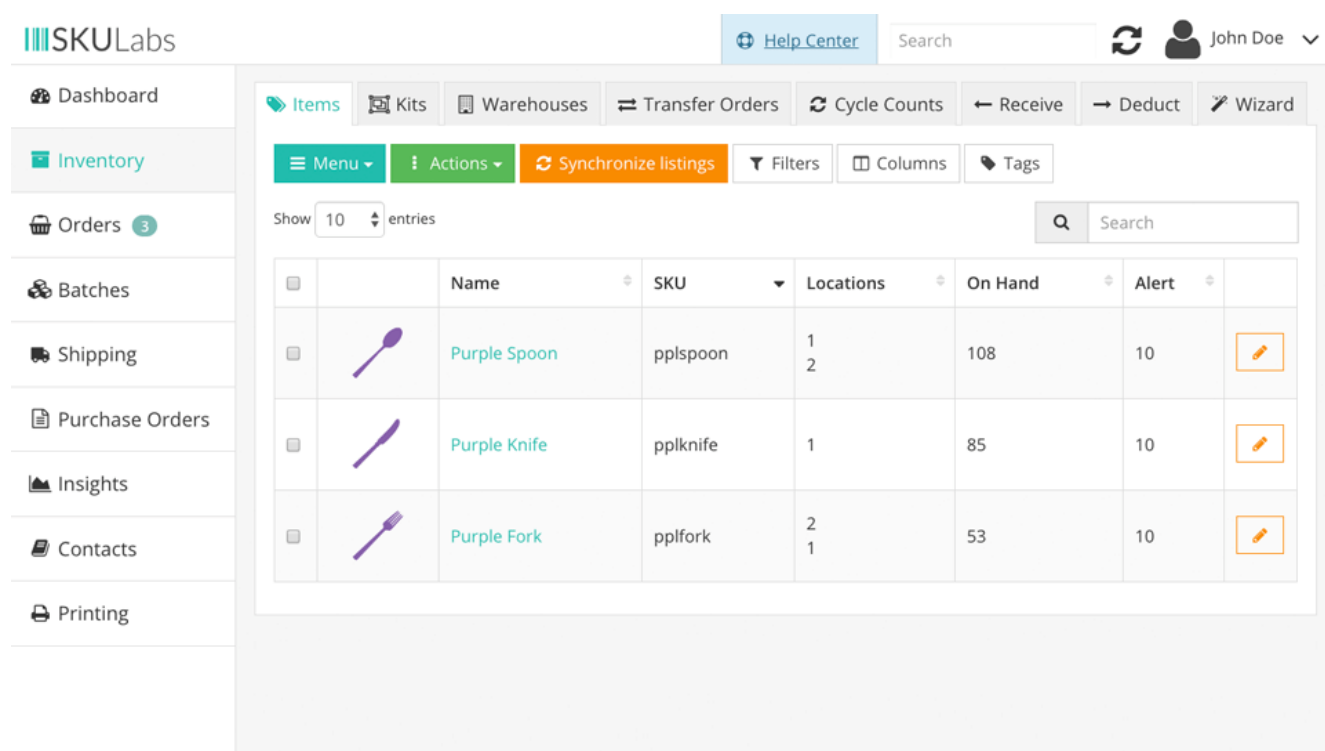 SKULabs
Help Center
Search
John Doe
Dashboard
Inventory
Orders 3
Batches
Shipping
Purchase Orders
Insights
Contacts
Printing
Items Kits Warehouses Transfer Orders Cycle Counts Receive Deduct Wizard
Menu Actions Synchronize listings Filters Columns Tags
Show 10 entries
Search
Name SKU Locations On Hand Alert
Purple Spoon pplspoon 1 108 10
2
Purple Knife pplknife 1 85 10
Purple Fork pplfork 2 53 10
1